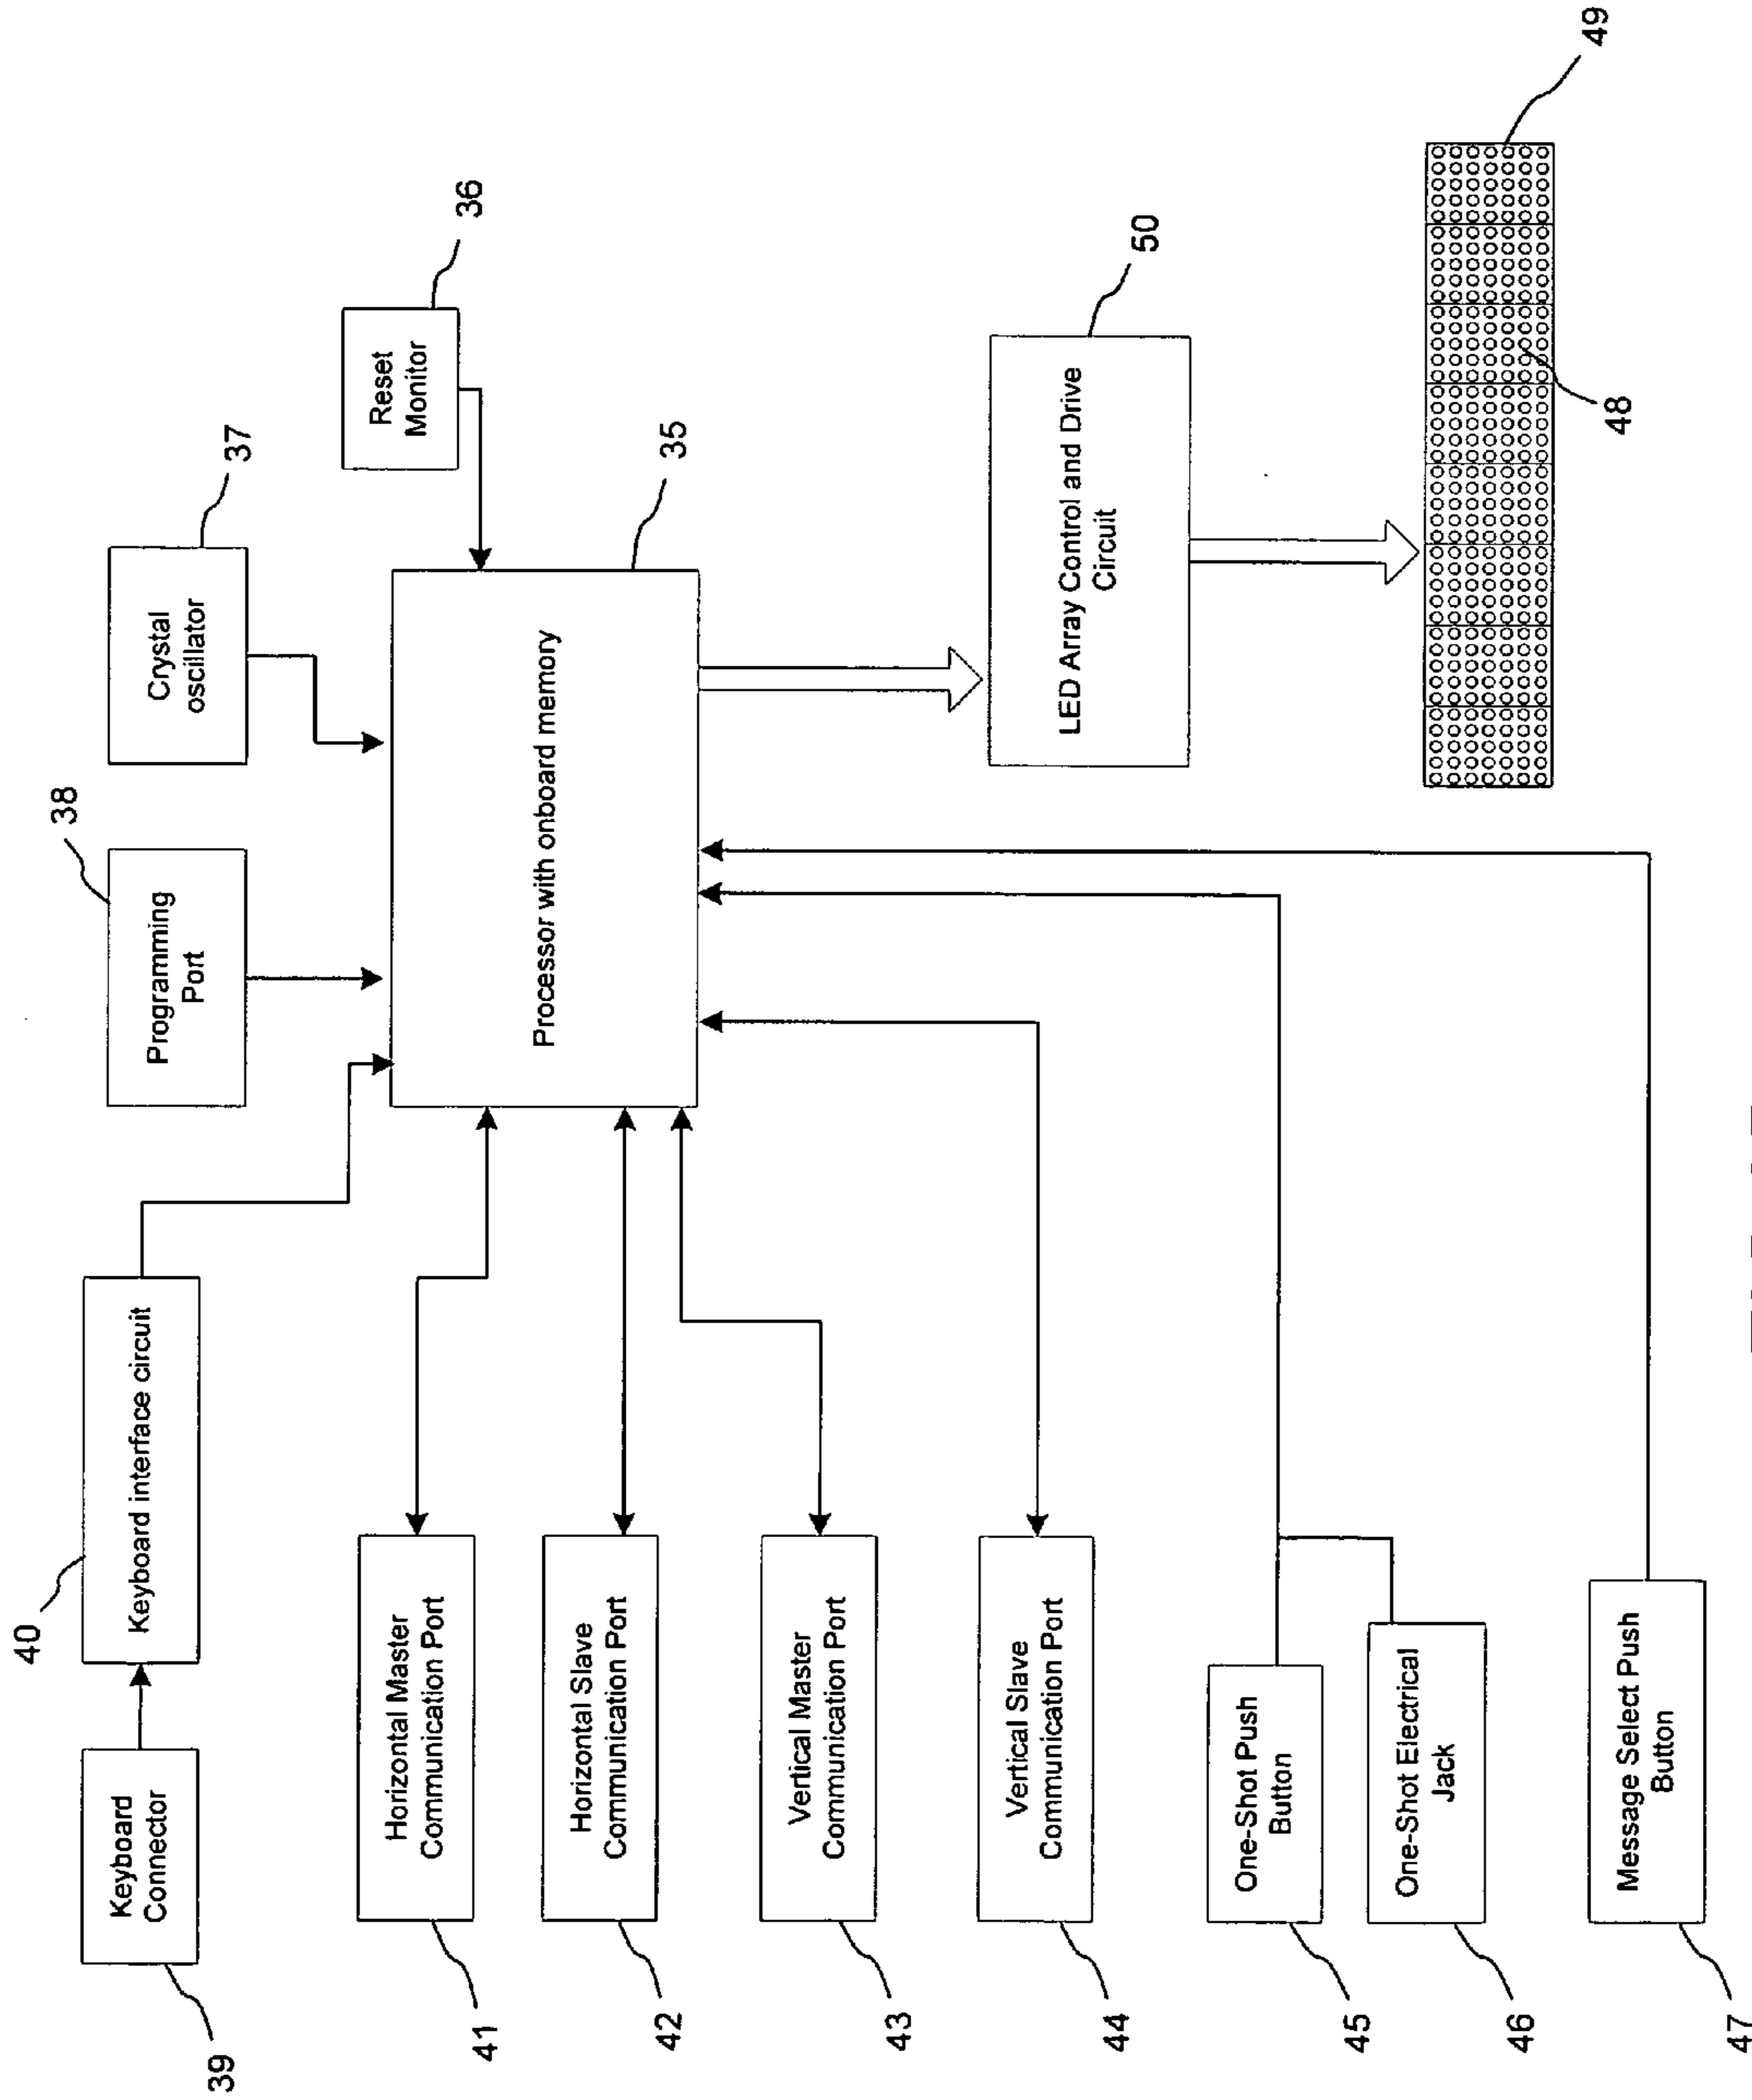 40
38
37
Keyboard
Connector
Keyboard interface circuit
Programming
Port
Crystal
oscillator
39
36
Reset
Monitor
Horizontal Master
Communication Port
41
Processor with onboard memory
Horizontal Slave
Communication Port
42
35
Vertical Master
Communication Port
43
Vertical Slave
Communication Port
44
LED Array Control and Drive
Circuit
50
One-Shot Push
Button
45
One-Shot Electrical
Jack
46
49
48
Message Select Push
Button
47